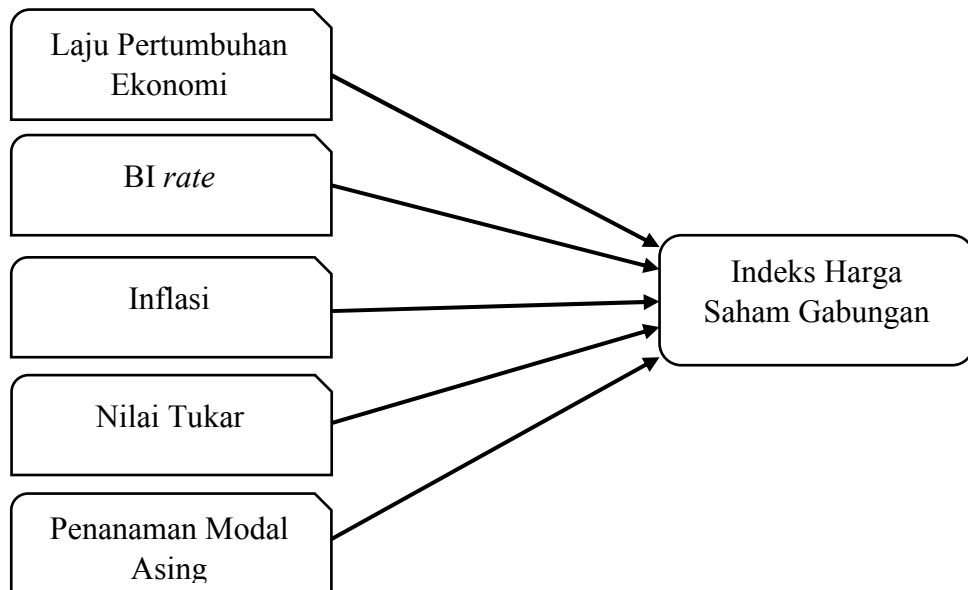 Laju Pertumbuhan
Ekonomi
BI rate
Inflasi
Nilai Tukar
Penanaman Modal
Asing
Indeks Harga
Saham Gabungan